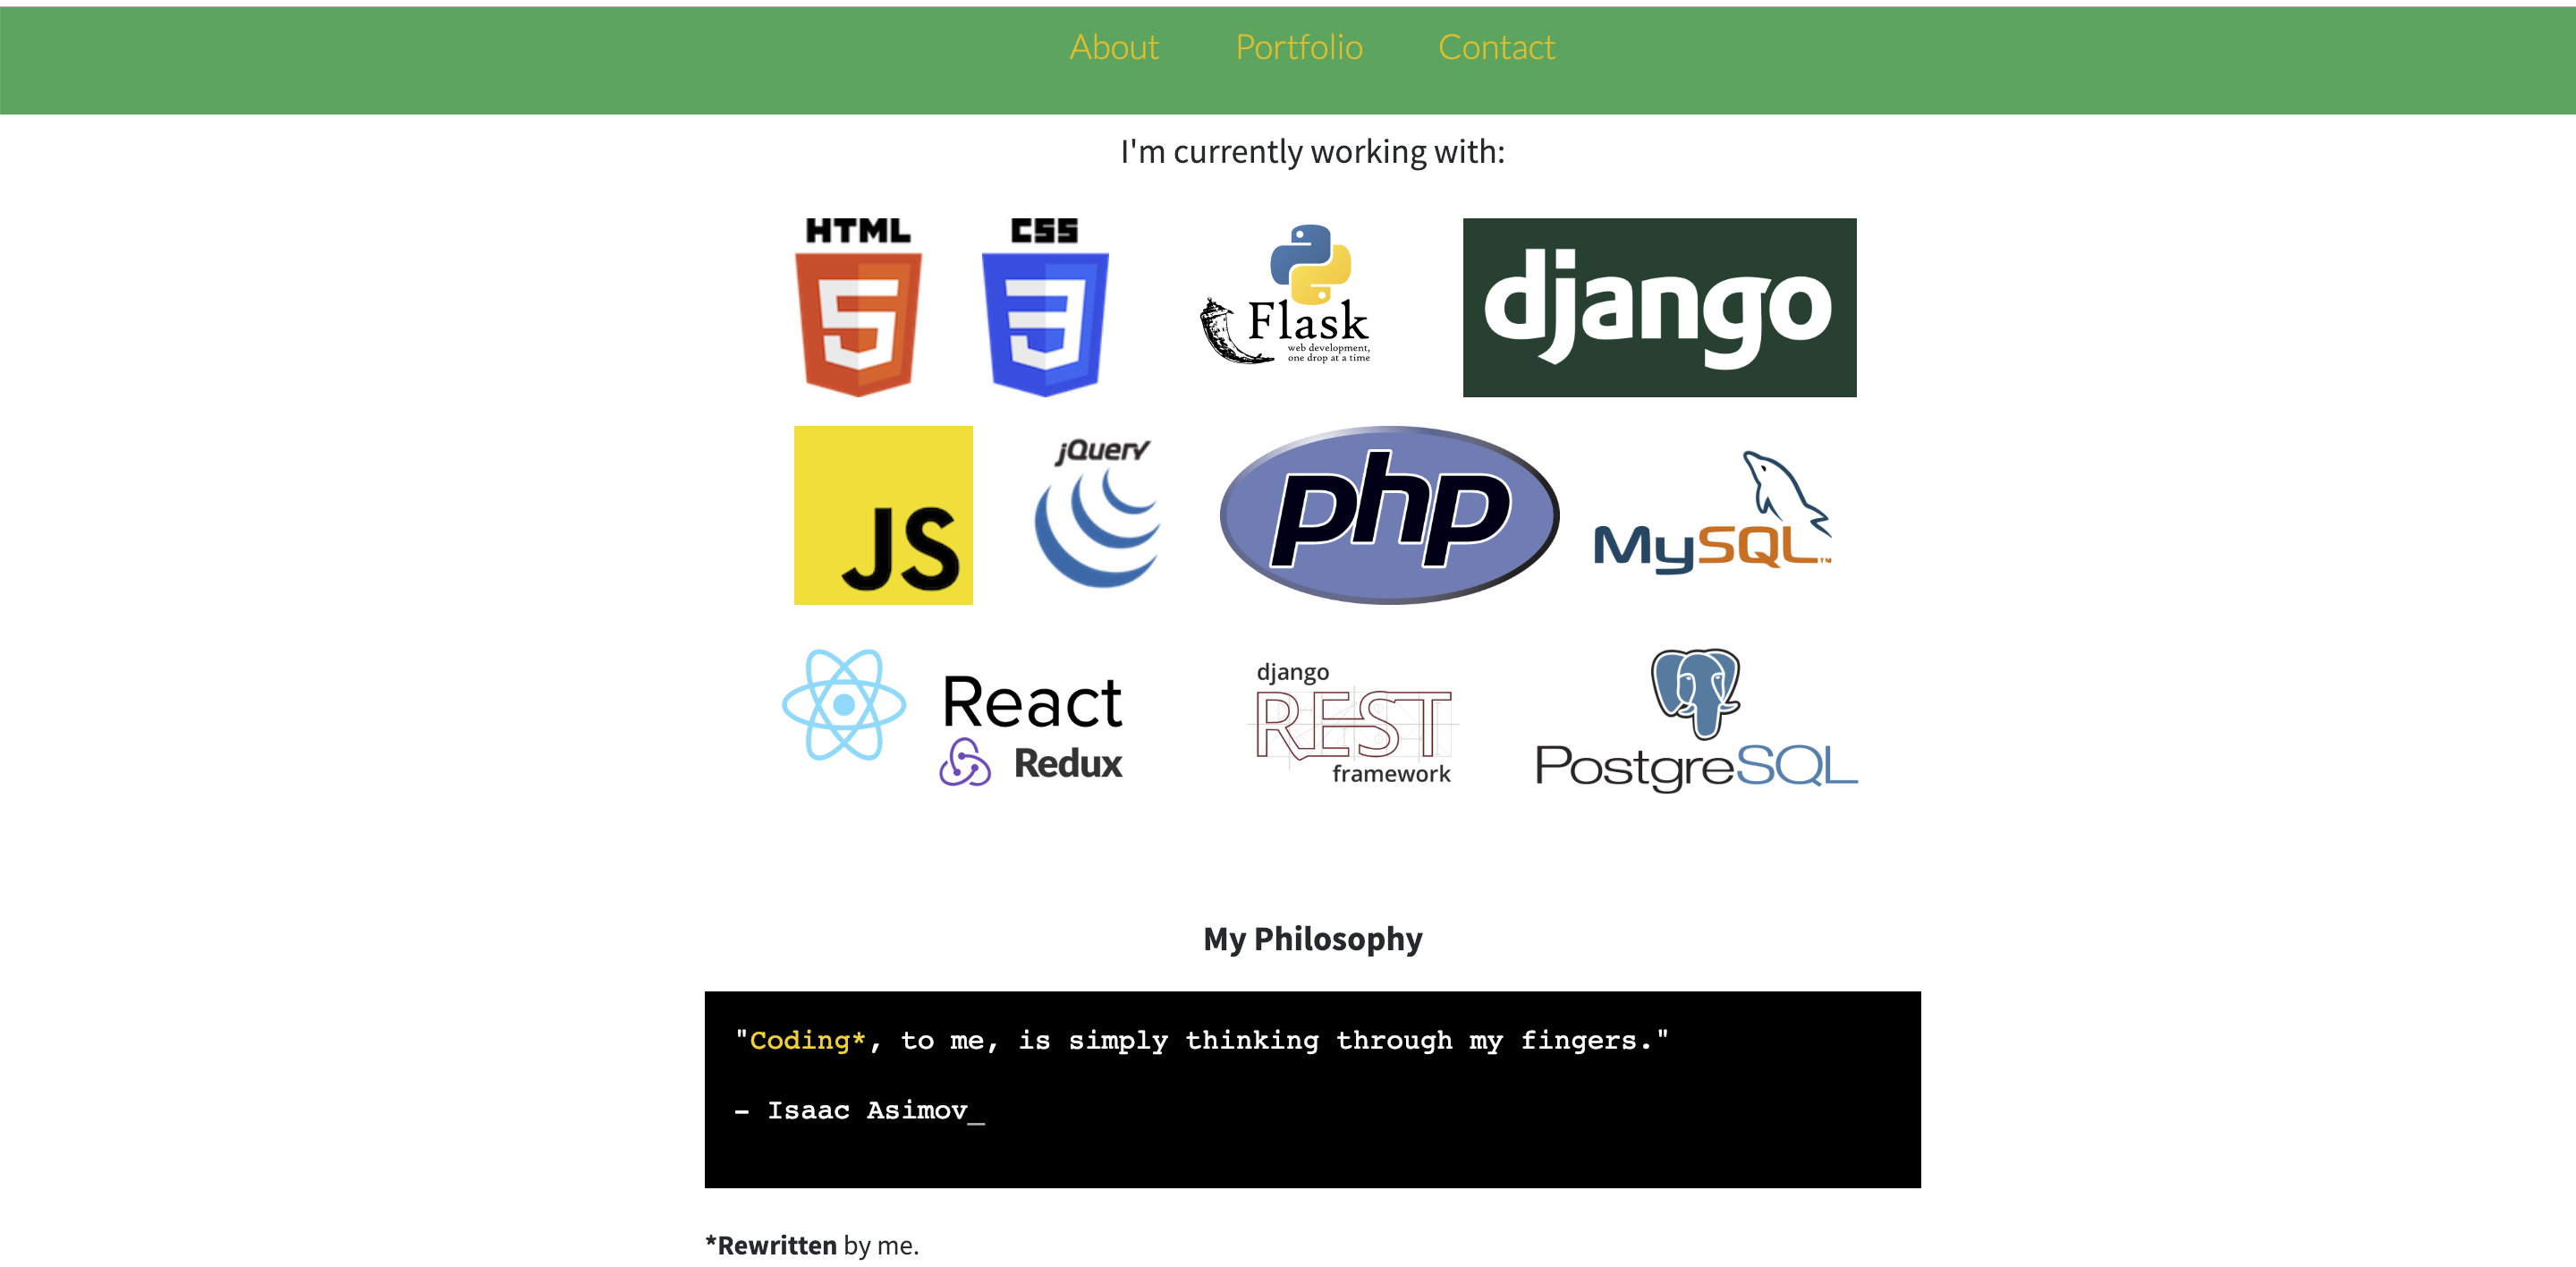 About Portfolio Contact
I'm currently working with:
HTML
5
CSS
3
Flask
web development,
one drop at a time
django
JS
jQuery
php
MySQL™
React
Redux
django
REST
framework
PostgreSQL
My Philosophy
"Coding*, to me, is simply thinking through my fingers."
– Isaac Asimov_
*Rewritten by me.